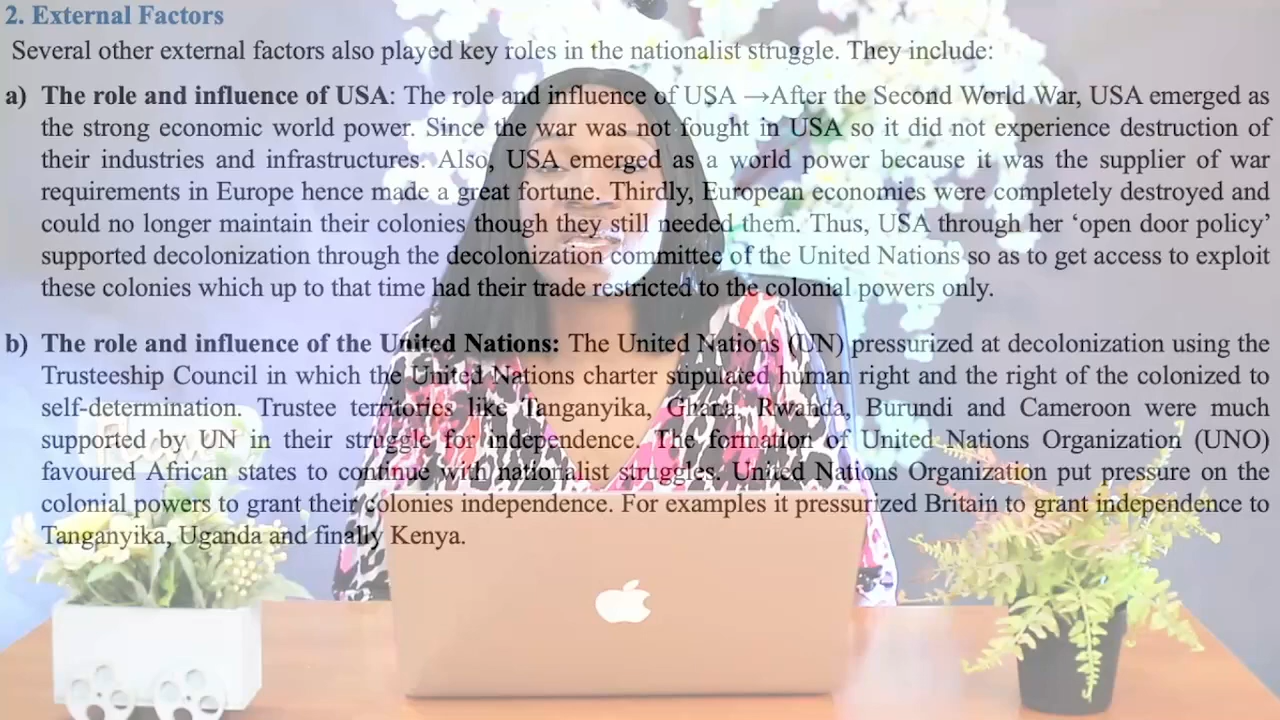 2. External Factors
Several other external factors also played key roles in the nationalist struggle. They include:
a) The role and influence of USA: The role and influence of USA →After the Second World War, USA emerged as
the strong economic world power. Since the war was not fought in USA so it did not experience destruction of
their industries and infrastructures. Also, USA emerged as a world power because it was the supplier of war
requirements in Europe hence made a great fortune. Thirdly, European economies were completely destroyed and
could no longer maintain their colonies though they still needed them. Thus, USA through her ‘open door policy’
supported decolonization through the decolonization committee of the United Nations so as to get access to exploit
these colonies which up to that time had their trade restricted to the colonial powers only.
b) The role and influence of the United Nations: The United Nations (UN) pressurized at decolonization using the
Trusteeship Council in which the United Nations charter stipulated human right and the right of the colonized to
self-determination. Trustee territories like Tanganyika, Ghana, Rwanda, Burundi and Cameroon were much
supported by UN in their struggle for independence. The formation of United Nations Organization (UNO)
favoured African states to continue with nationalist struggles. United Nations Organization put pressure on the
colonial powers to grant their colonies independence. For examples it pressurized Britain to grant independence to
Tanganyika, Uganda and finally Kenya.